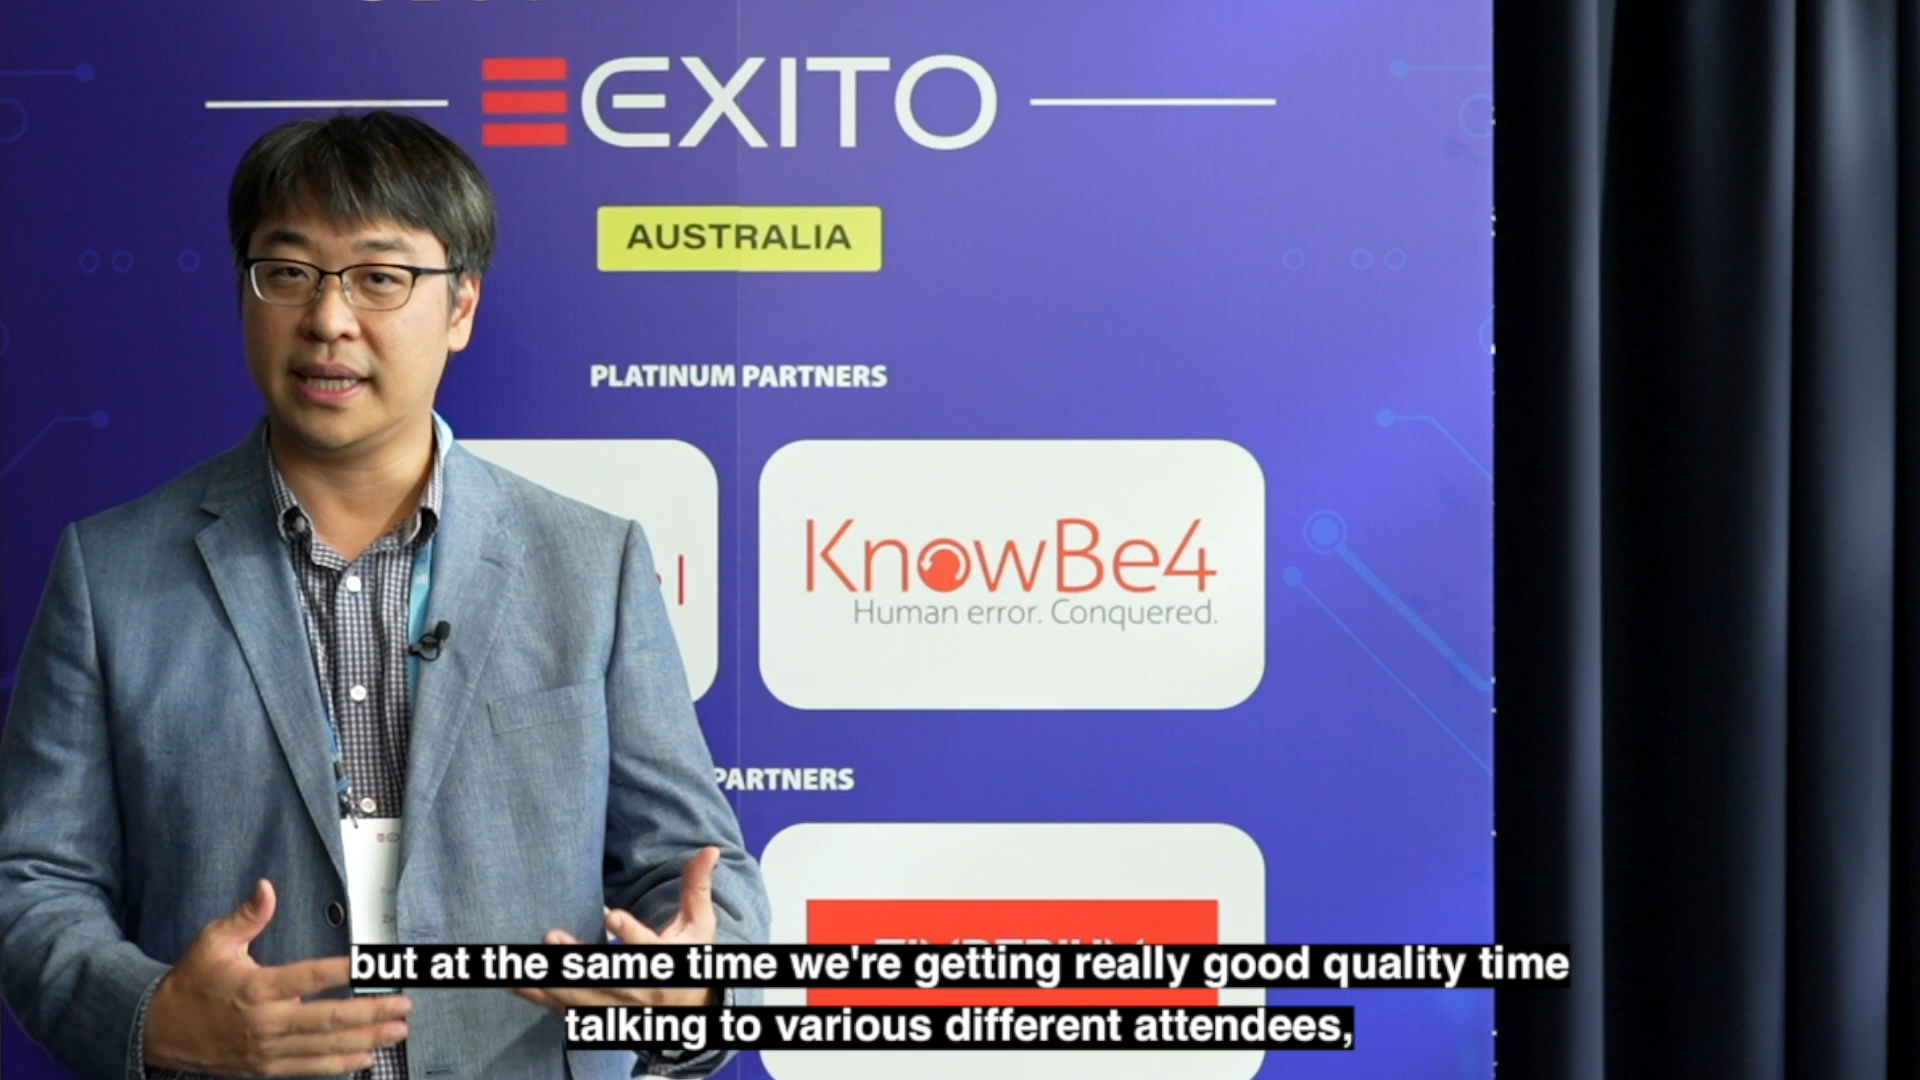 EXITO
AUSTRALIA
PLATINUM PARTNERS
KnowBe4
Human error. Conquered.
PARTNERS
but at the same time we're getting really good quality time
talking to various different attendees,